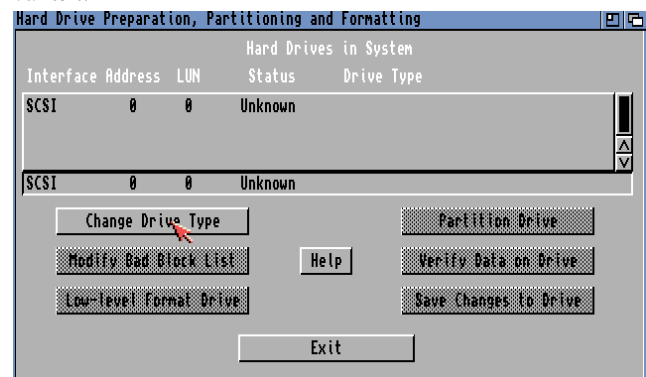 Hard Drive Preparation, Partitioning and Formatting
Hard Drives in System
Interface Address LUN Status Drive Type
SCSI 0 0 Unknown
SCSI 0 0 Unknown
Change Drive Type
Partition Drive
Modify Bad Block List
Help
Verify Data on Drive
Low-level Format Drive
Save Changes to Drive
Exit